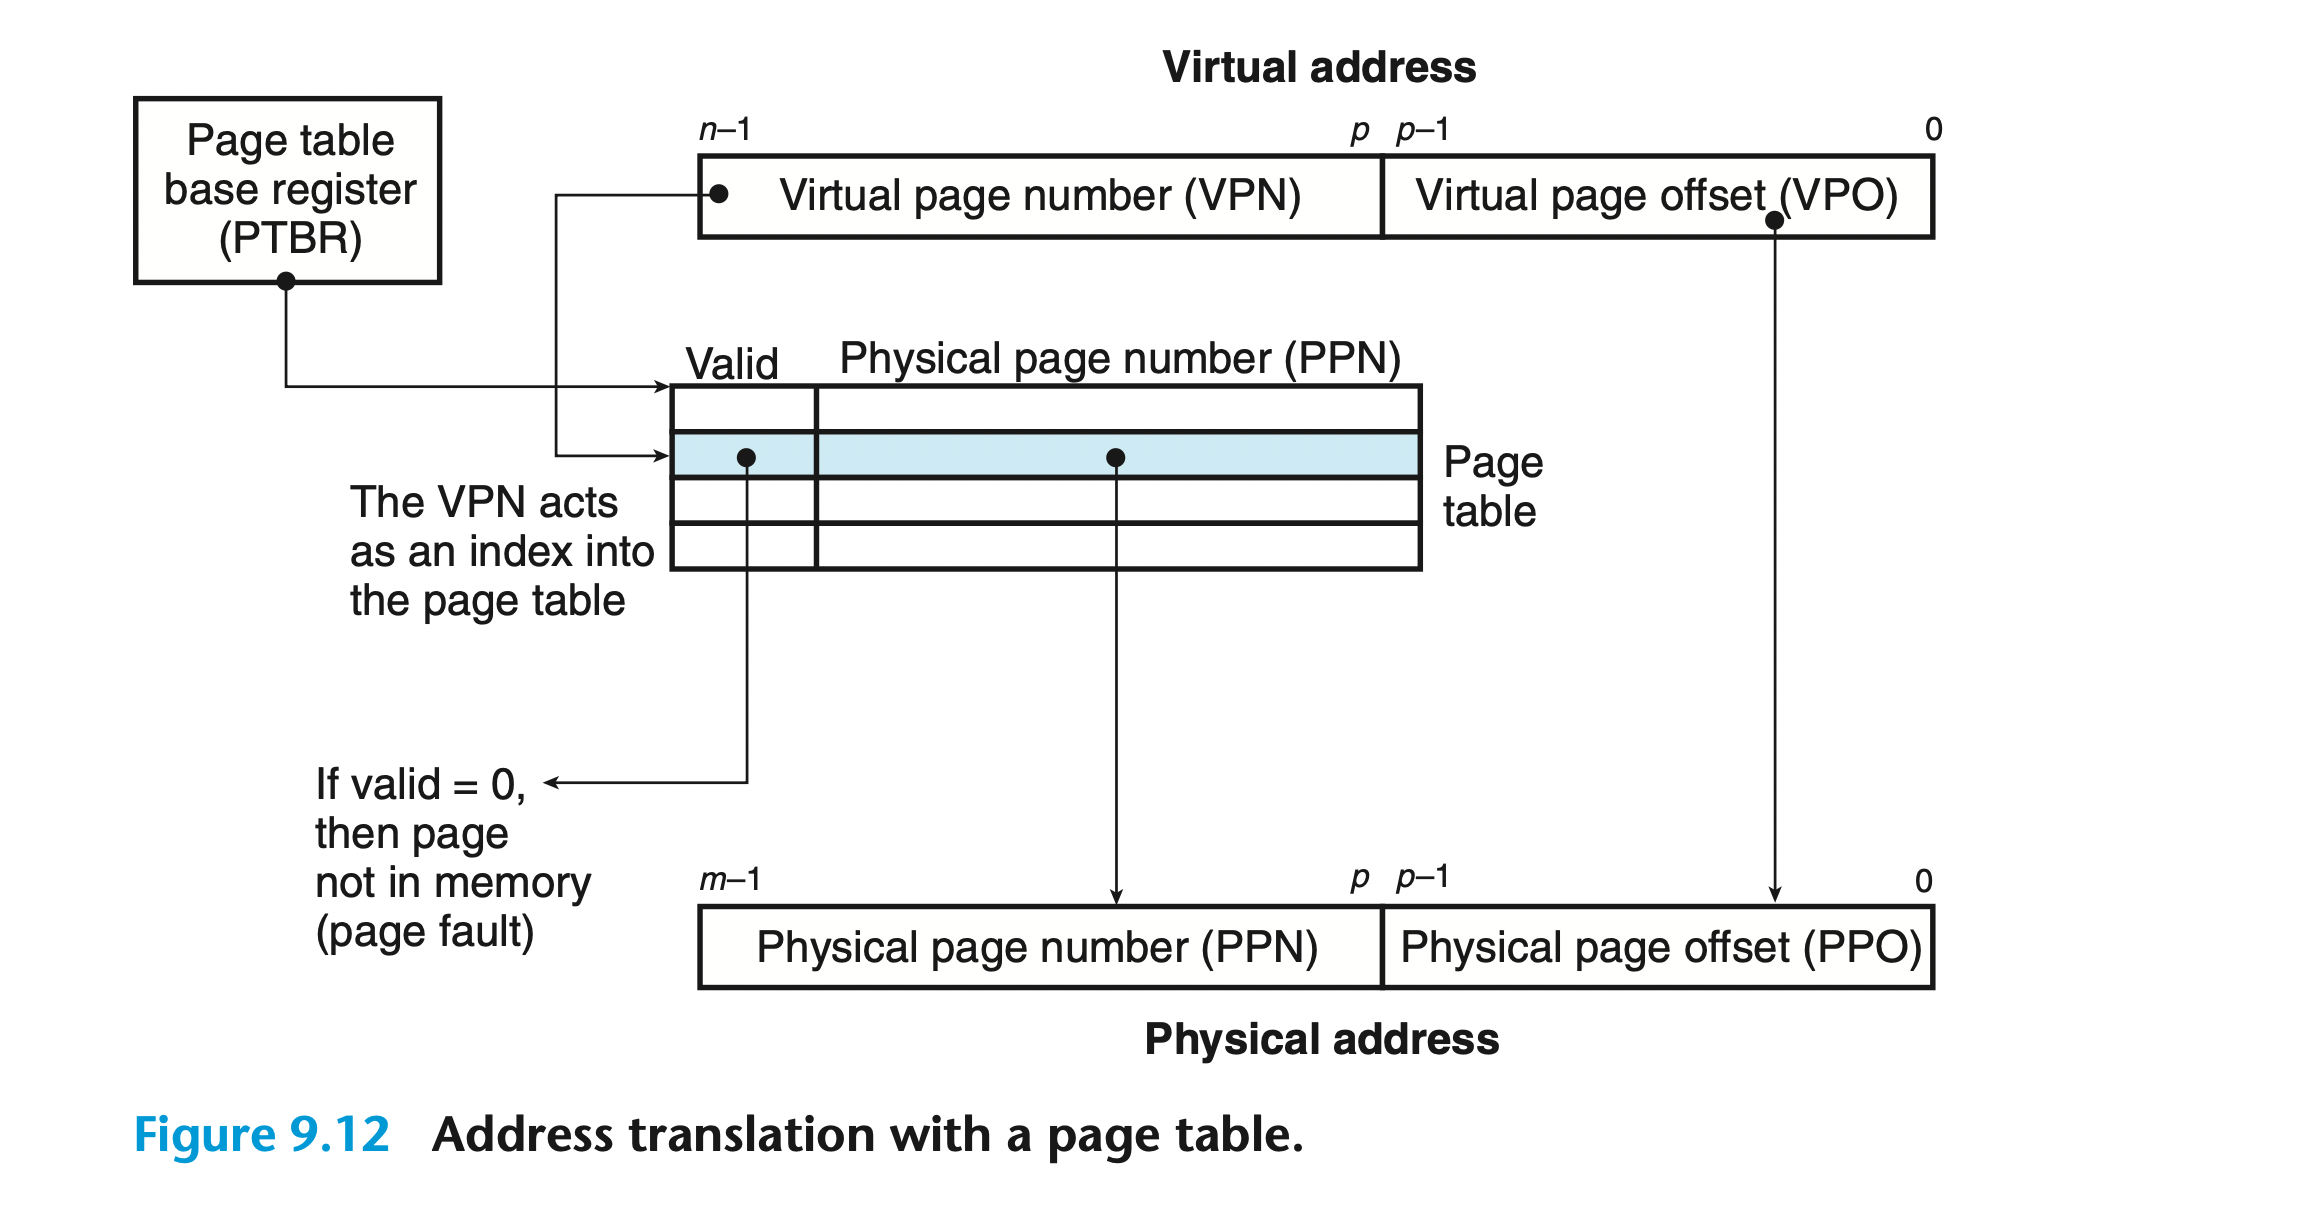 Virtual address
Page table
base register
(PTBR)
n–1
p
p–1
0
Virtual page number (VPN)
Virtual page offset (VPO)
Valid
Physical page number (PPN)
Page
table
The VPN acts
as an index into
the page table
If valid = 0,
then page
not in memory
(page fault)
m–1
p
p–1
0
Physical page number (PPN)
Physical page offset (PPO)
Physical address
Figure 9.12 Address translation with a page table.